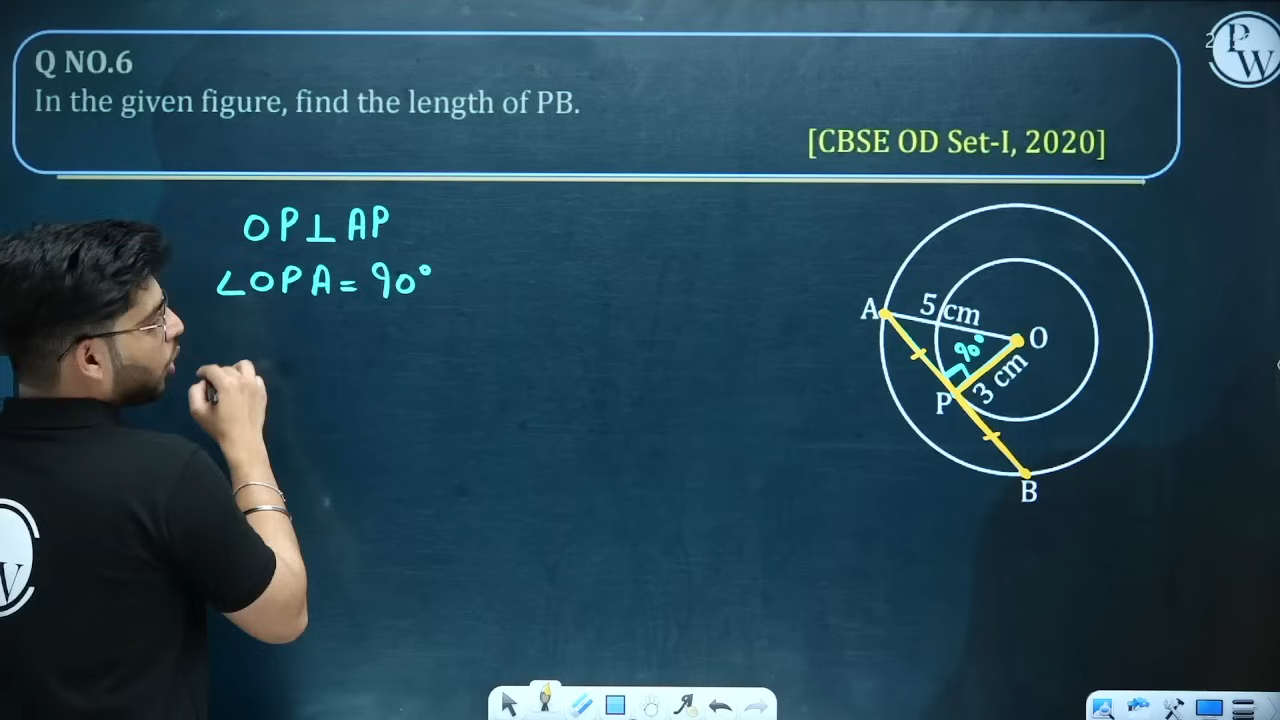 Q NO.6
In the given figure, find the length of PB.
[CBSE OD Set-I, 2020]
PW
OP⊥AP
∠OPA = 90°
A
5 cm
O
90°
3 cm
P
B